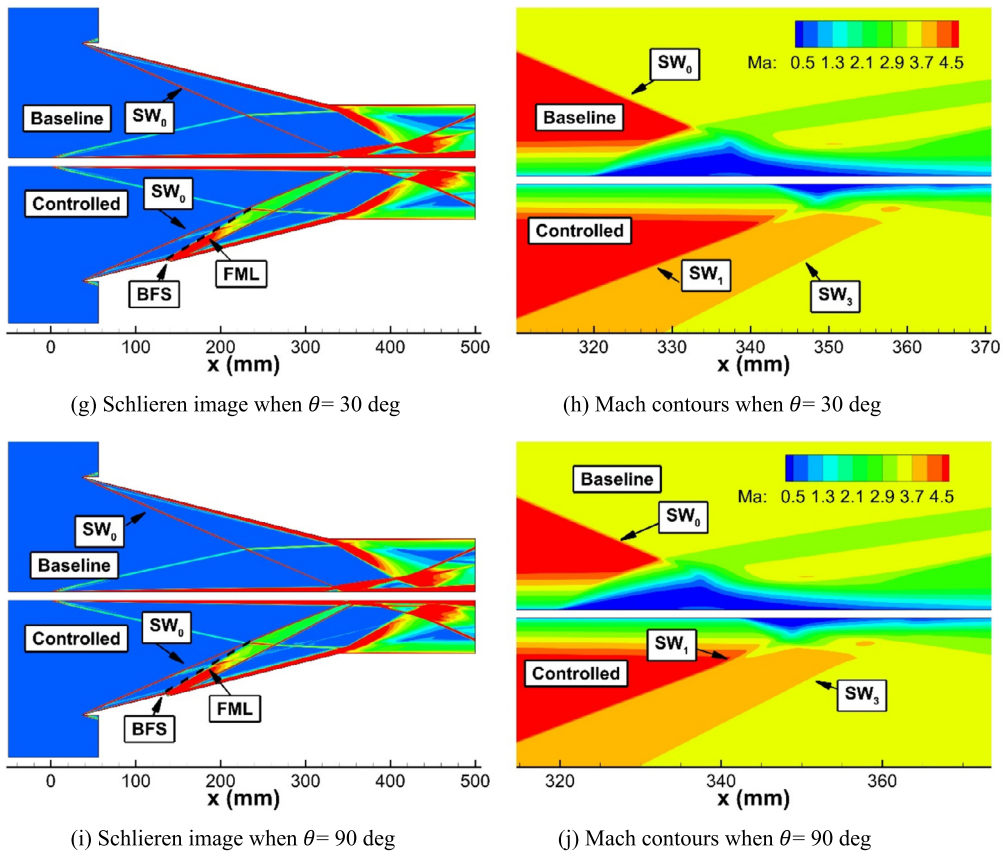 Baseline
SW0
Controlled
SW0
BFS
FML
0 100 200 300 400 500
x (mm)
(g) Schlieren image when θ= 30 deg
SW0
Ma: 0.5 1.3 2.1 2.9 3.7 4.5
Baseline
Controlled
SW1
SW3
320 330 340 350 360 370
x (mm)
(h) Mach contours when θ= 30 deg
SW0
Baseline
Controlled
SW0
BFS
FML
0 100 200 300 400 500
x (mm)
(i) Schlieren image when θ= 90 deg
Baseline
Ma: 0.5 1.3 2.1 2.9 3.7 4.5
SW0
SW1
Controlled
SW3
320 340 360
x (mm)
(j) Mach contours when θ= 90 deg